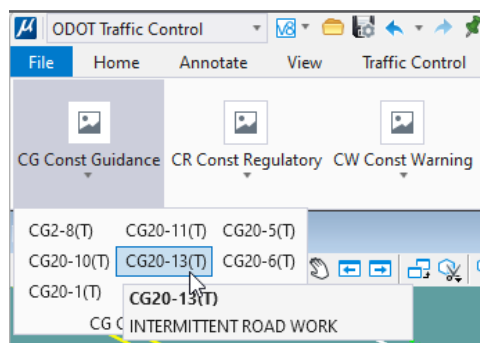 ODOT Traffic Control
File Home Annotate View Traffic Control
CG Const Guidance CR Const Regulatory CW Const Warning
CG2-8(T) CG20-11(T) CG20-5(T)
CG20-10(T) CG20-13(T) CG20-6(T)
CG20-1(T)
CG20-13(T)
CG
INTERMITTENT ROAD WORK